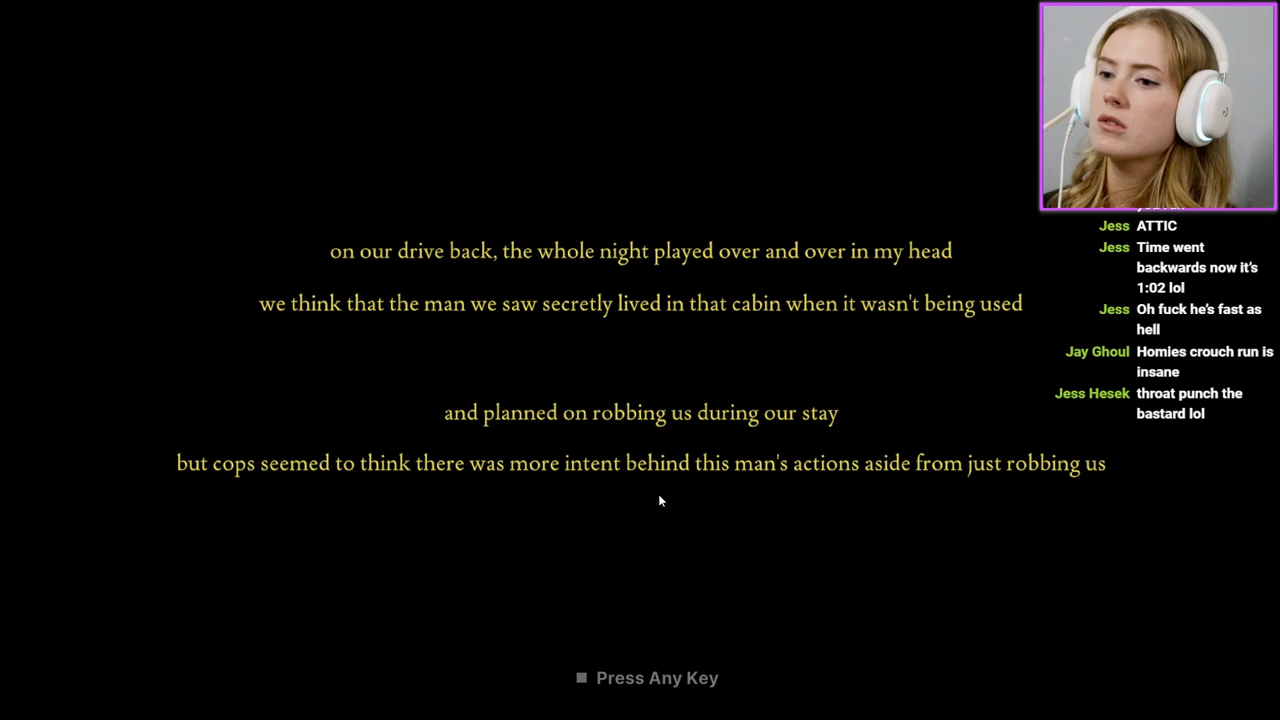 on our drive back, the whole night played over and over in my head
we think that the man we saw secretly lived in that cabin when it wasn't being used
and planned on robbing us during our stay
but cops seemed to think there was more intent behind this man's actions aside from just robbing us
Press Any Key
Jess ATTIC
Jess Time went
backwards now it's
1:02 lol
Jess Oh fuck he's fast as
hell
Jay Ghoul Homies crouch run is
insane
Jess Hesek throat punch the
bastard lol